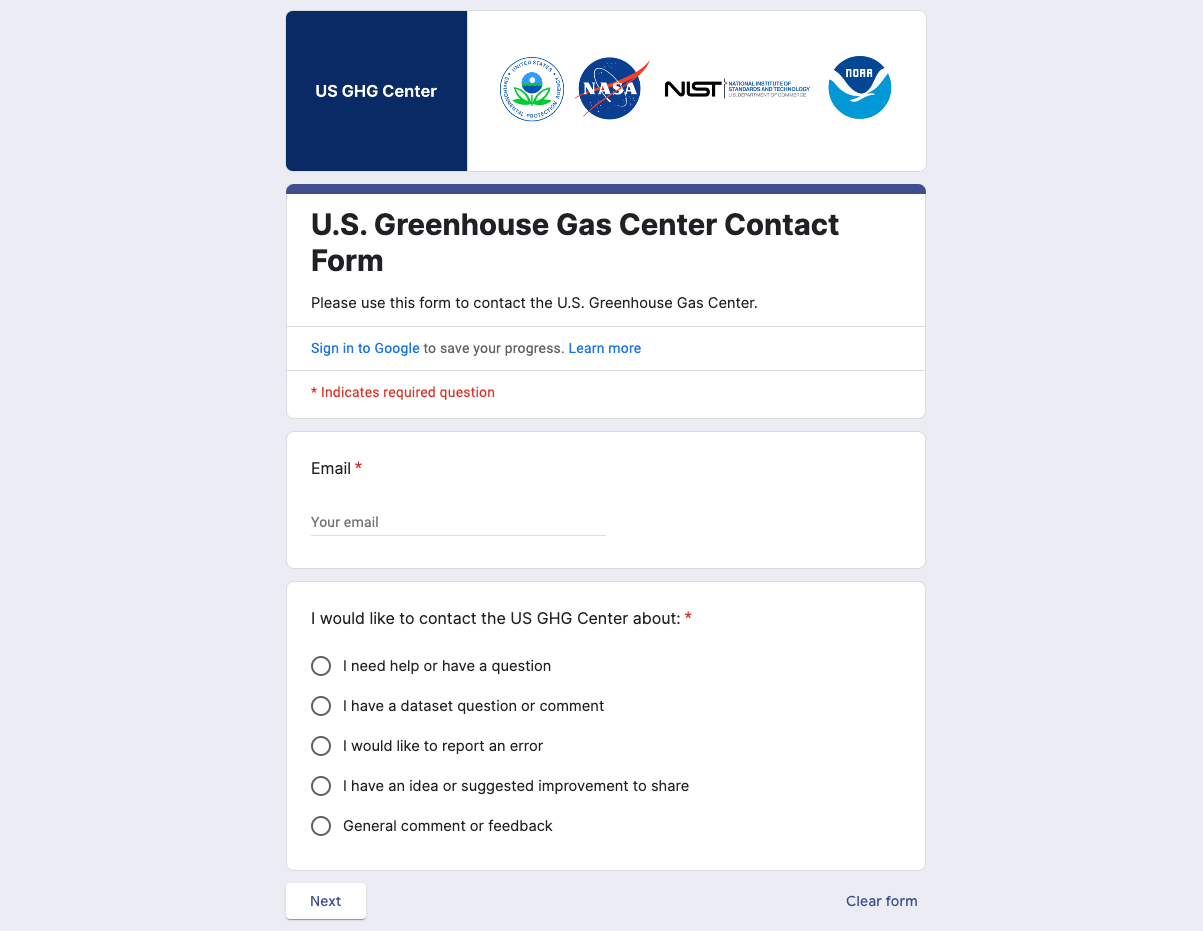 US GHG Center
UNITED STATES
ENVIRONMENTAL PROTECTION AGENCY
NASA
NIST
NATIONAL INSTITUTE OF
STANDARDS AND TECHNOLOGY
U.S. DEPARTMENT OF COMMERCE
NOAA
U.S. Greenhouse Gas Center Contact
Form
Please use this form to contact the U.S. Greenhouse Gas Center.
Sign in to Google to save your progress. Learn more
* Indicates required question
Email *
Your email
I would like to contact the US GHG Center about: *
I need help or have a question
I have a dataset question or comment
I would like to report an error
I have an idea or suggested improvement to share
General comment or feedback
Next
Clear form